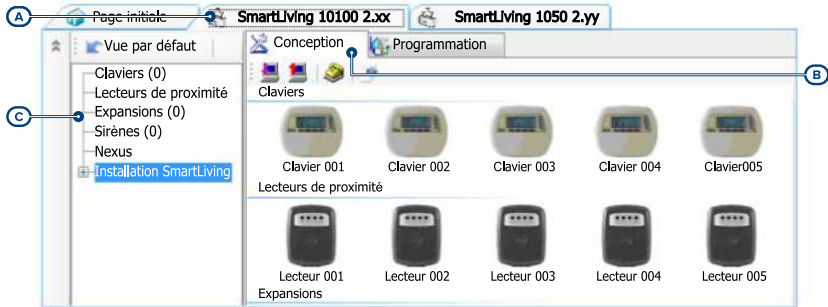 A
Page initiale
SmartLiving 10100 2.xx
SmartLiving 1050 2.yy
Vue par défaut
Conception
Programmation
B
C
Claviers (0)
Lecteurs de proximité
Expansions (0)
Sirènes (0)
Nexus
Installation SmartLiving
Claviers
Clavier 001 Clavier 002 Clavier 003 Clavier 004 Clavier005
Lecteurs de proximité
Lecteur 001 Lecteur 002 Lecteur 003 Lecteur 004 Lecteur 005
Expansions